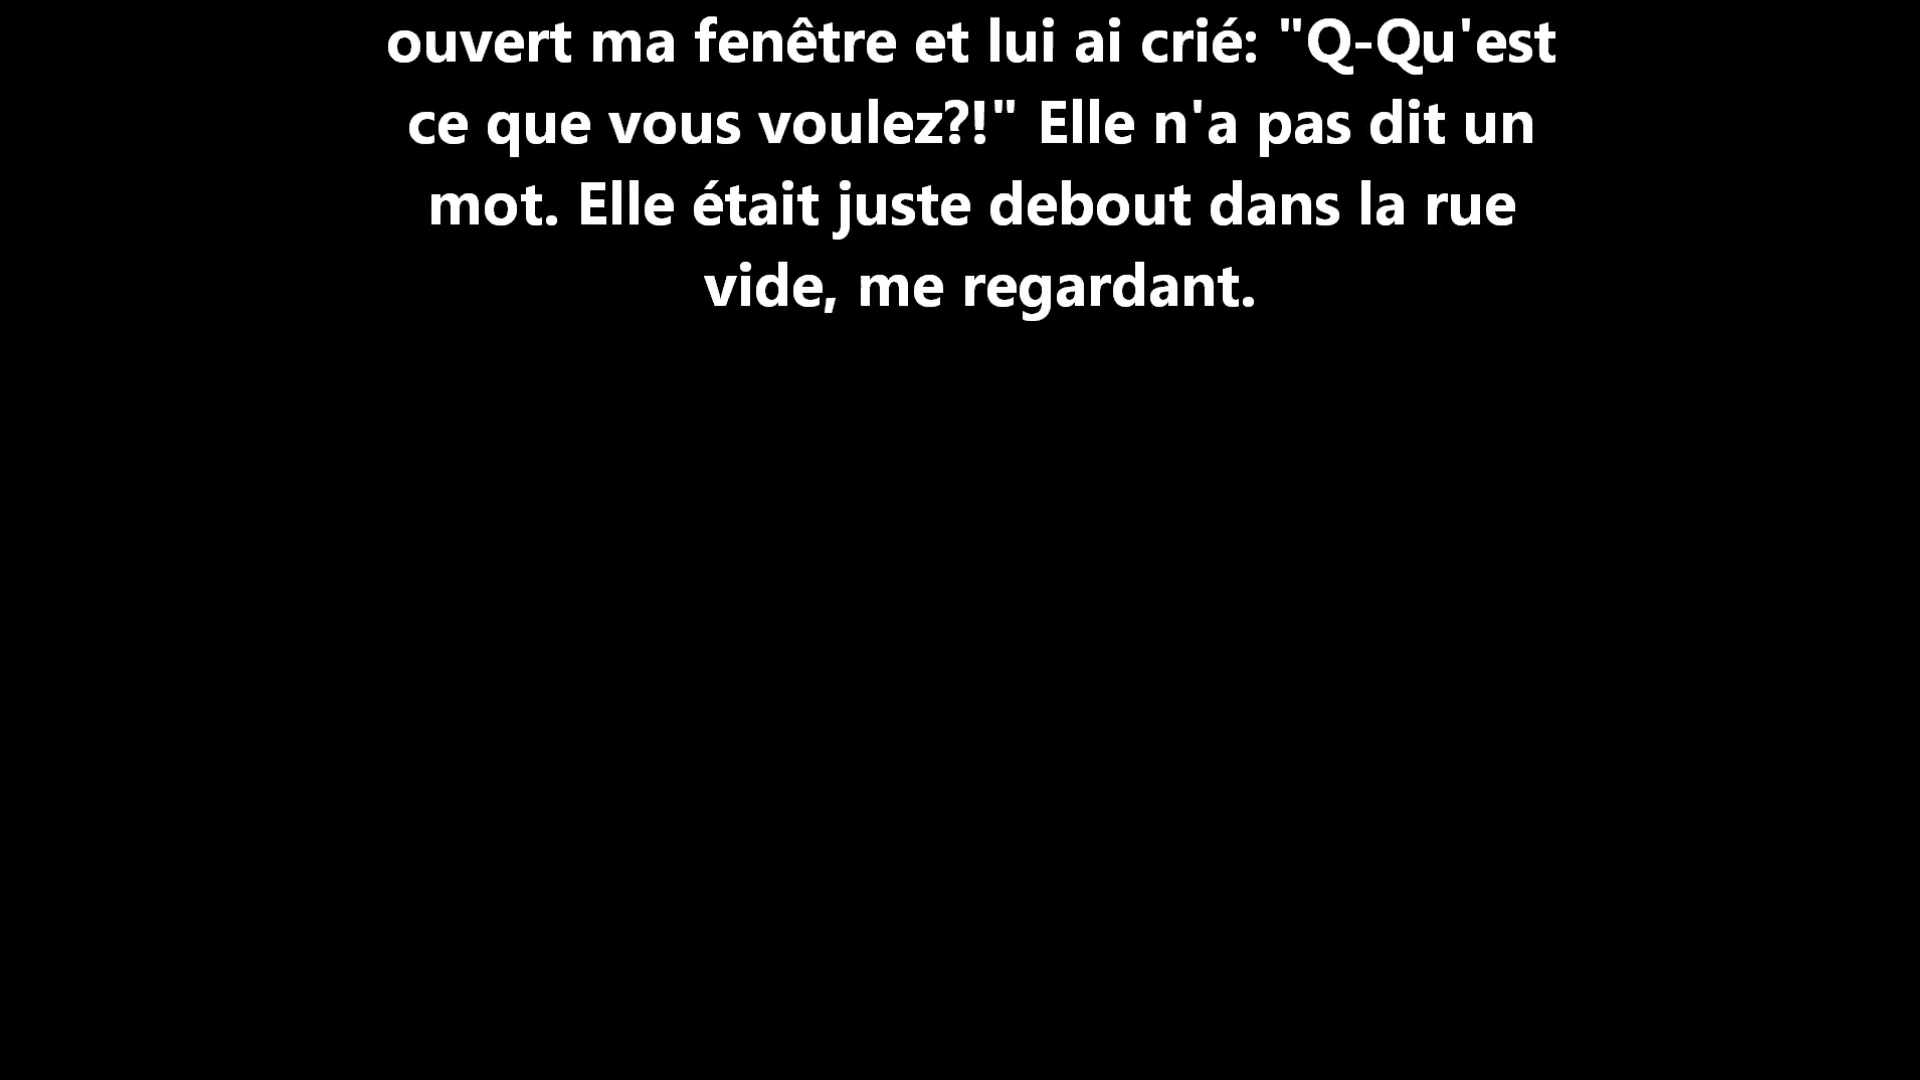 ouvert ma fenêtre et lui ai crié: "Q-Qu'est
ce que vous voulez?!" Elle n'a pas dit un
mot. Elle était juste debout dans la rue
vide, me regardant.